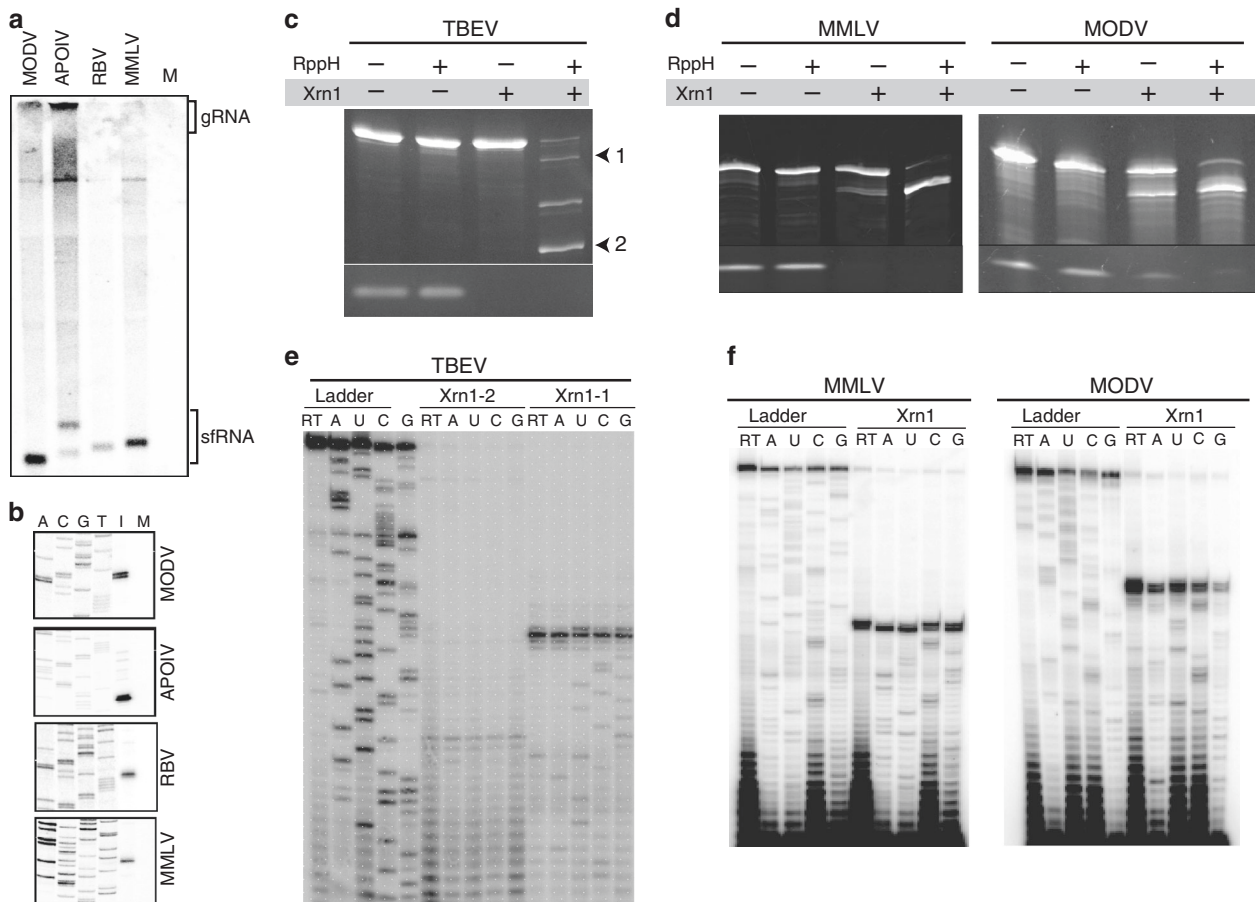 a
MODV
APOIV
RBV
MMLV
M
gRNA
sfRNA
b
A C G T I M
MODV
APOIV
RBV
MMLV
c
TBEV
RppH − + − +
Xrn1 − − + +
1
2
d
MMLV MODV
RppH − + − + − + − +
Xrn1 − − + + − − + +
e
TBEV
Ladder Xrn1-2 Xrn1-1
RT A U C G RT A U C G RT A U C G
f
MMLV MODV
Ladder Xrn1 Ladder Xrn1
RT A U C G RT A U C G RT A U C G RT A U C G